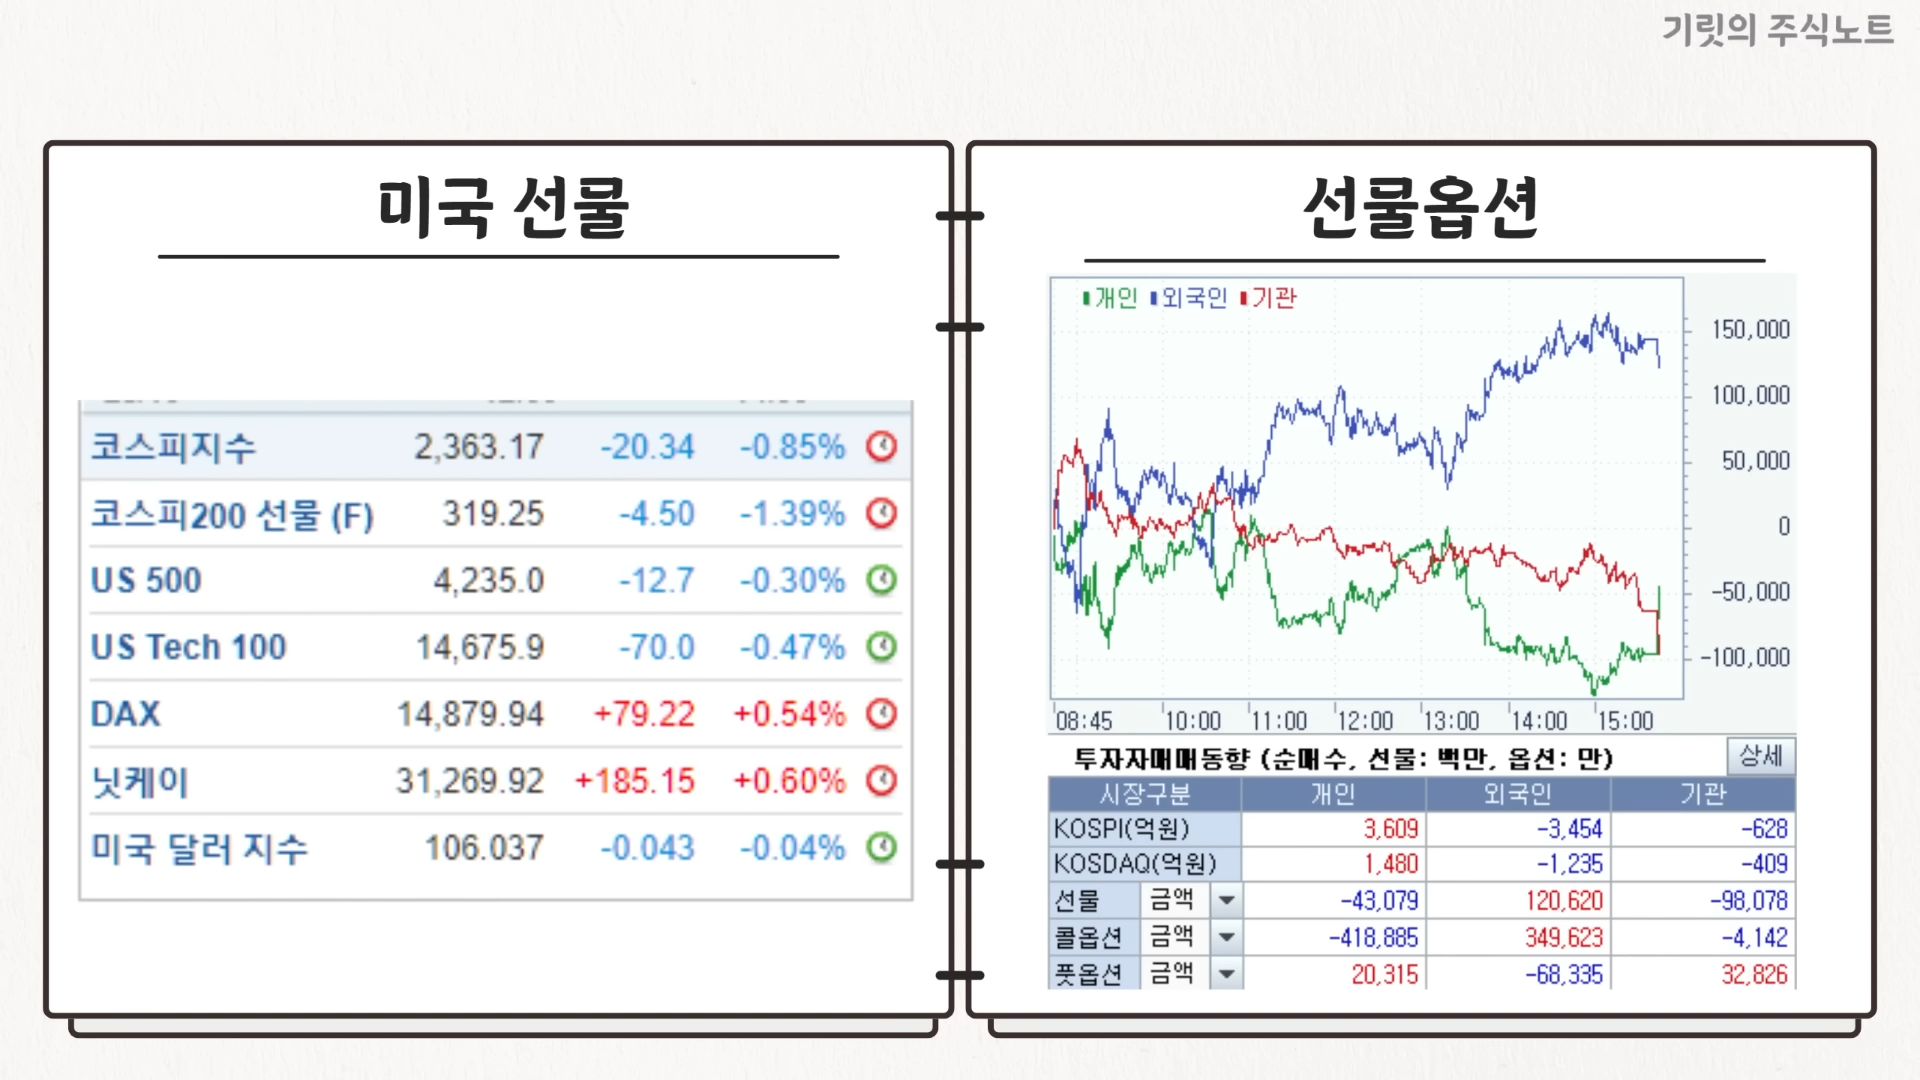 기릿의 주식노트
미국 선물
코스피지수 2,363.17 -20.34 -0.85%
코스피200 선물 (F) 319.25 -4.50 -1.39%
US 500 4,235.0 -12.7 -0.30%
US Tech 100 14,675.9 -70.0 -0.47%
DAX 14,879.94 +79.22 +0.54%
닛케이 31,269.92 +185.15 +0.60%
미국 달러 지수 106.037 -0.043 -0.04%
선물옵션
개인 외국인 기관
150,000
100,000
50,000
0
-50,000
-100,000
08:45 10:00 11:00 12:00 13:00 14:00 15:00
투자자매매동향 (순매수, 선물: 백만, 옵션: 만) 상세
시장구분 개인 외국인 기관
KOSPI(억원) 3,609 -3,454 -628
KOSDAQ(억원) 1,480 -1,235 -409
선물 금액 -43,079 120,620 -98,078
콜옵션 금액 -418,885 349,623 -4,142
풋옵션 금액 20,315 -68,335 32,826